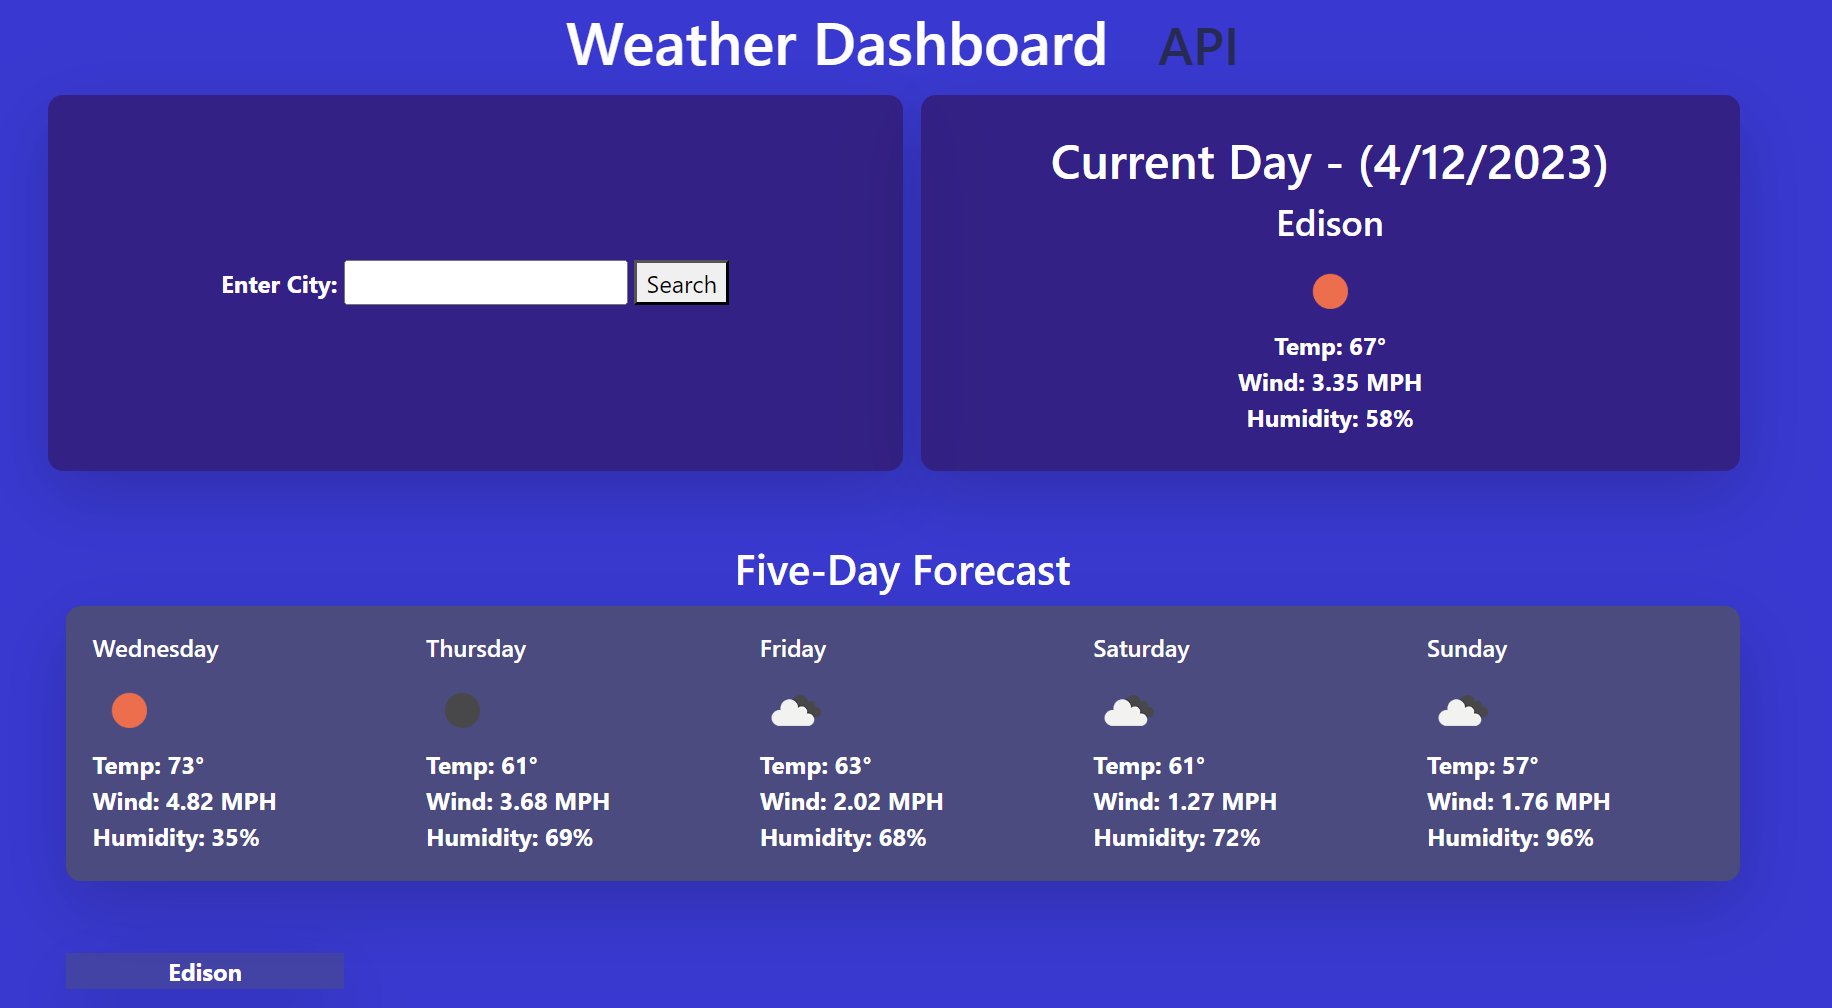 Weather Dashboard API
Enter City: Search
Current Day - (4/12/2023)
Edison
Temp: 67°
Wind: 3.35 MPH
Humidity: 58%
Five-Day Forecast
Wednesday
Temp: 73°
Wind: 4.82 MPH
Humidity: 35%
Thursday
Temp: 61°
Wind: 3.68 MPH
Humidity: 69%
Friday
Temp: 63°
Wind: 2.02 MPH
Humidity: 68%
Saturday
Temp: 61°
Wind: 1.27 MPH
Humidity: 72%
Sunday
Temp: 57°
Wind: 1.76 MPH
Humidity: 96%
Edison